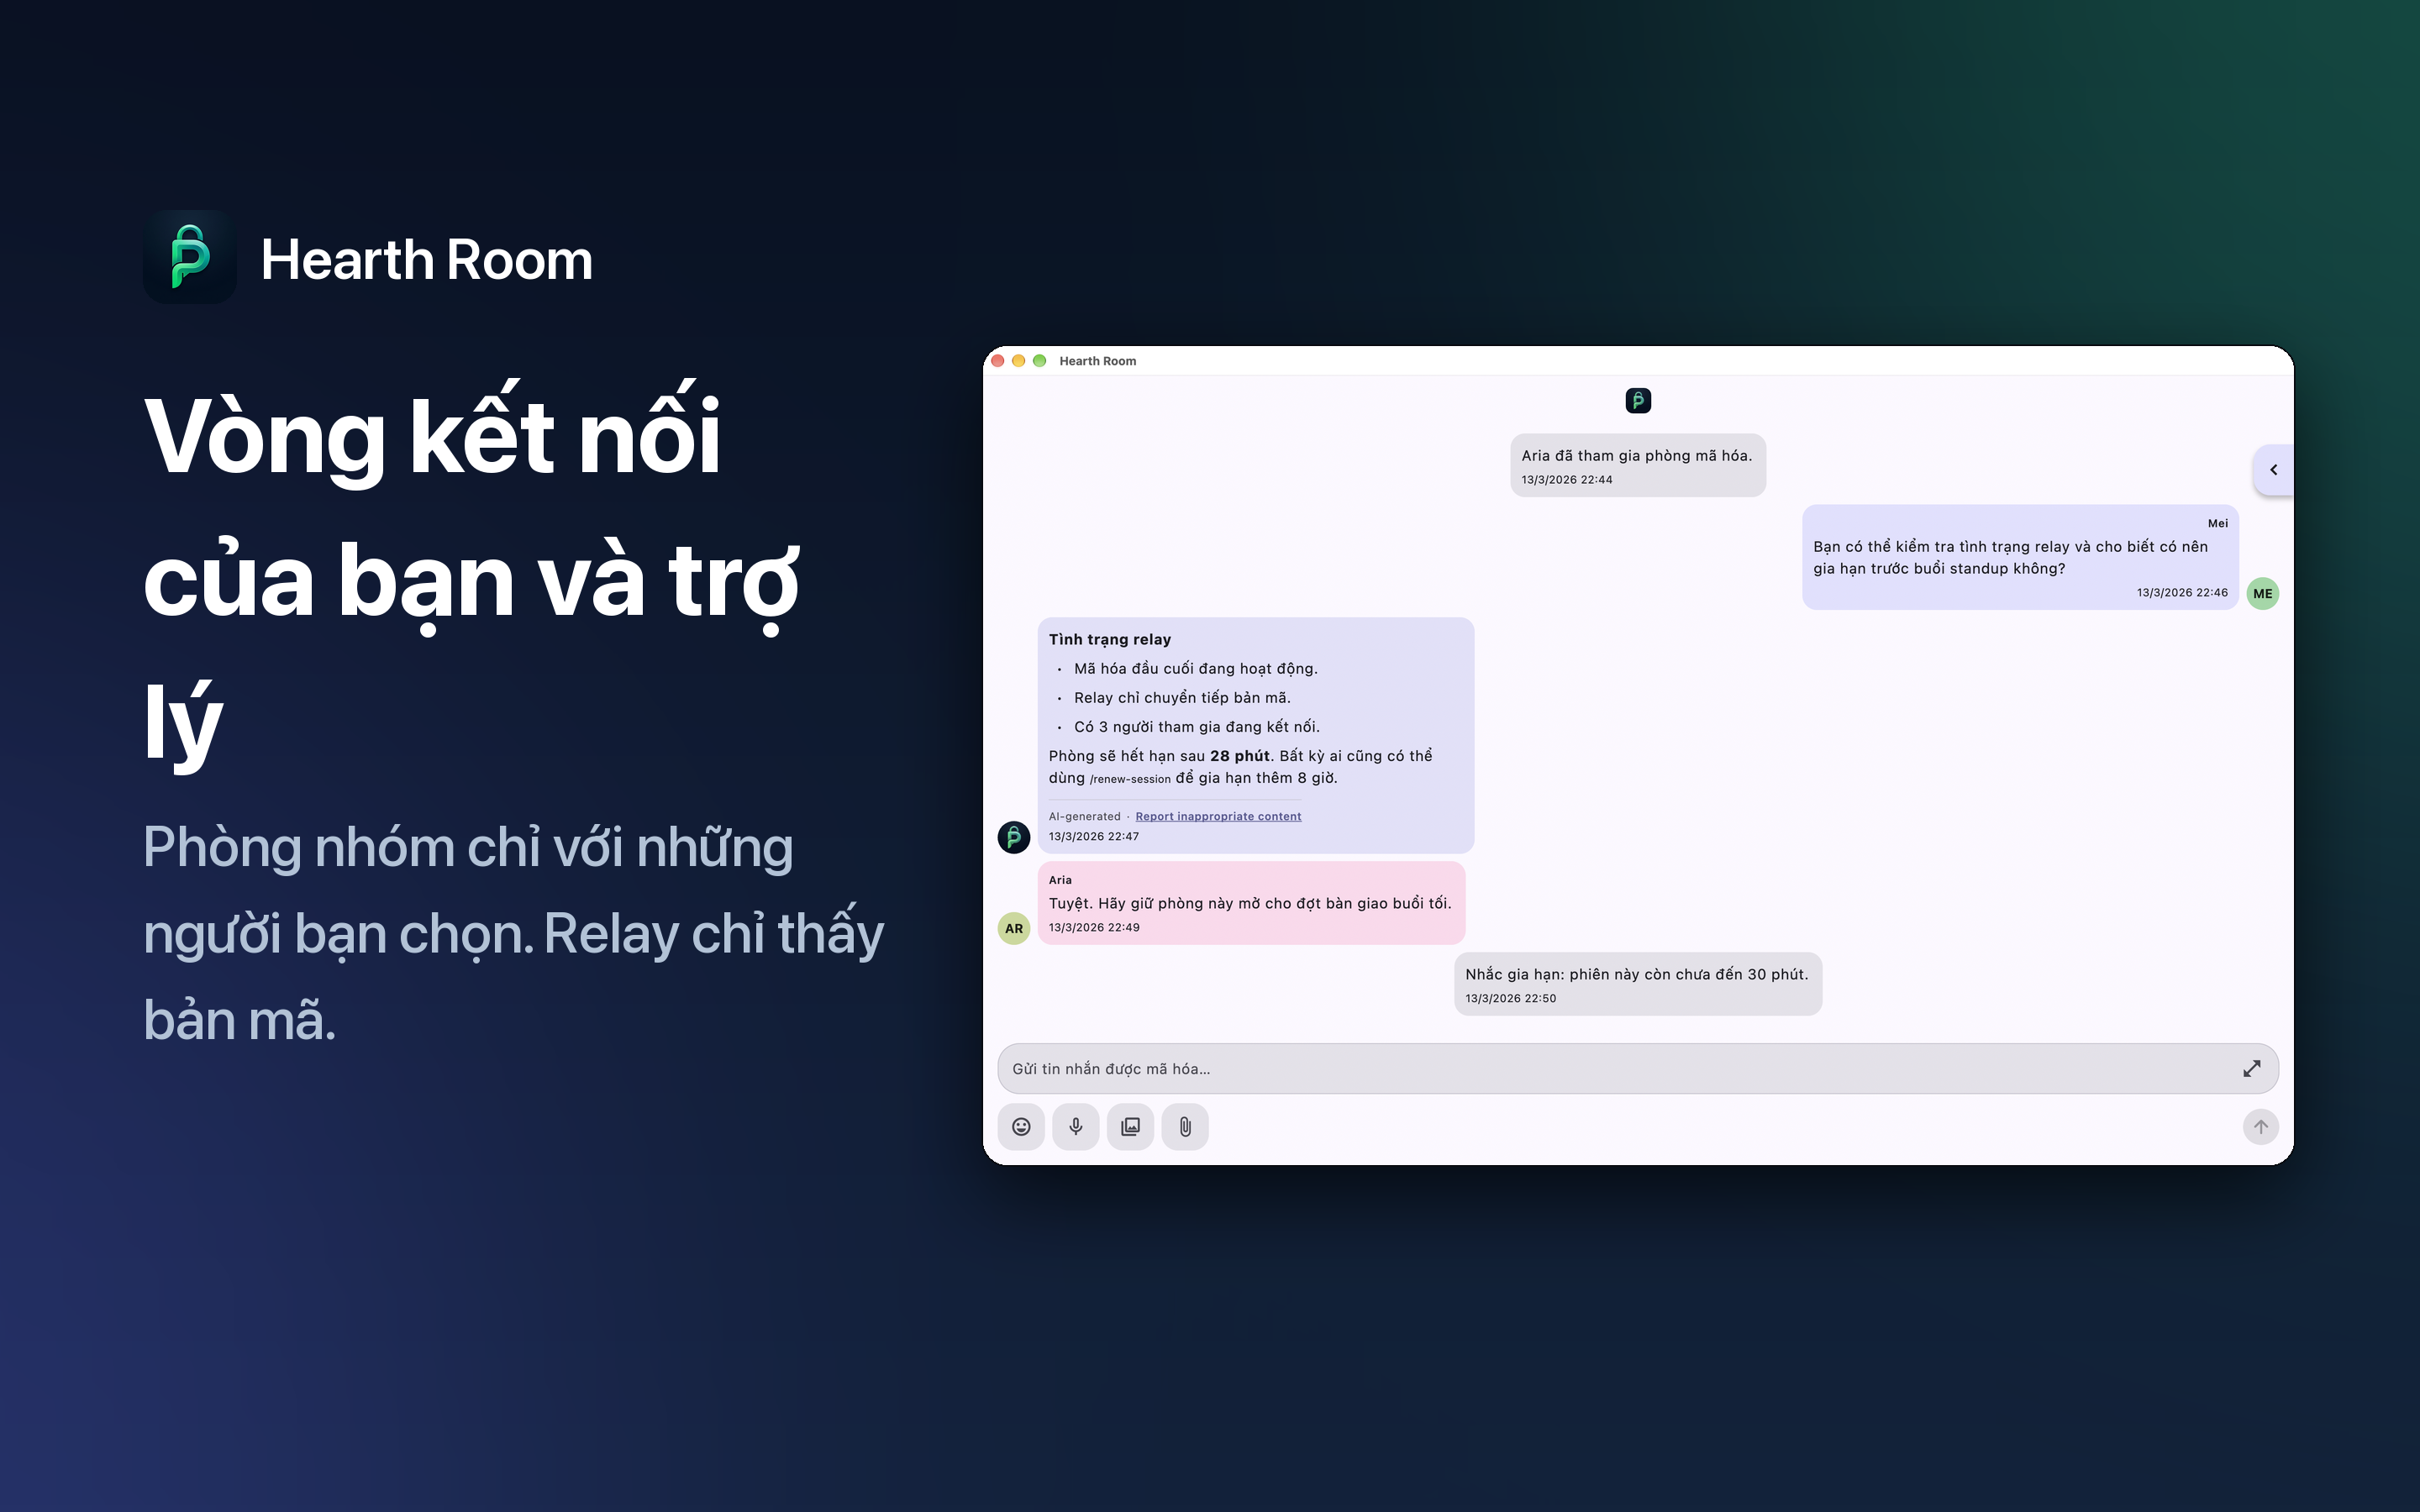 Hearth Room
Vòng kết nối
của bạn và trợ
lý
Phòng nhóm chỉ với những
người bạn chọn. Relay chỉ thấy
bản mã.
Hearth Room
Aria đã tham gia phòng mã hóa.
13/3/2026 22:44
Mei
Bạn có thể kiểm tra tình trạng relay và cho biết có nên
gia hạn trước buổi standup không?
13/3/2026 22:46
ME
Tình trạng relay
• Mã hóa đầu cuối đang hoạt động.
• Relay chỉ chuyển tiếp bản mã.
• Có 3 người tham gia đang kết nối.
Phòng sẽ hết hạn sau 28 phút. Bất kỳ ai cũng có thể
dùng /renew-session để gia hạn thêm 8 giờ.
AI-generated · Report inappropriate content
13/3/2026 22:47
Aria
Tuyệt. Hãy giữ phòng này mở cho đợt bàn giao buổi tối.
13/3/2026 22:49
AR
Nhắc gia hạn: phiên này còn chưa đến 30 phút.
13/3/2026 22:50
Gửi tin nhắn được mã hóa...